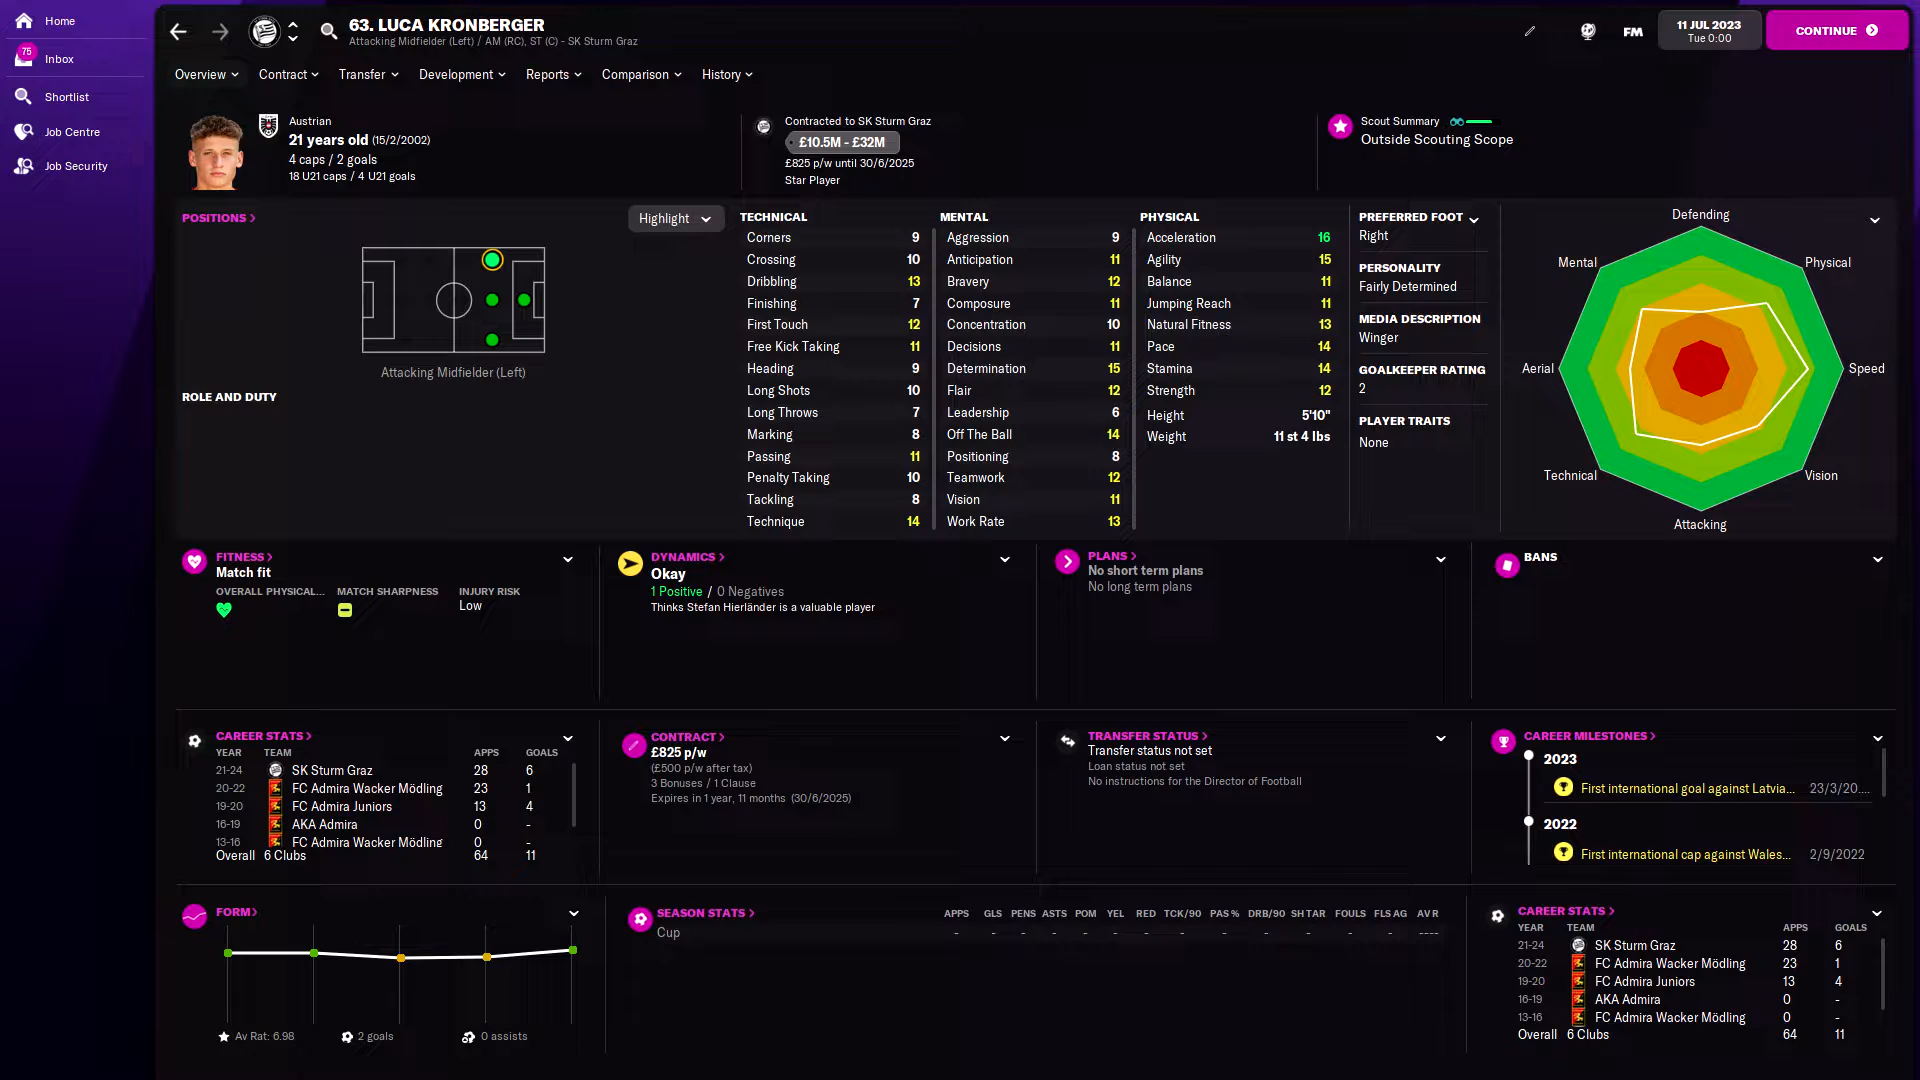 Home
75
Inbox
Shortlist
Job Centre
Job Security
63. LUCA KRONBERGER
Attacking Midfielder (Left) / AM (RC), ST (C) - SK Sturm Graz
FM
11 JUL 2023
Tue 0:00
CONTINUE
Overview
Contract
Transfer
Development
Reports
Comparison
History
Austrian
21 years old (15/2/2002)
4 caps / 2 goals
18 U21 caps / 4 U21 goals
Contracted to SK Sturm Graz
£10.5M - £32M
£825 p/w until 30/6/2025
Star Player
Scout Summary
Outside Scouting Scope
POSITIONS
Highlight
Attacking Midfielder (Left)
ROLE AND DUTY
TECHNICAL
Corners 9
Crossing 10
Dribbling 13
Finishing 7
First Touch 12
Free Kick Taking 11
Heading 9
Long Shots 10
Long Throws 7
Marking 8
Passing 11
Penalty Taking 10
Tackling 8
Technique 14
MENTAL
Aggression 9
Anticipation 11
Bravery 12
Composure 11
Concentration 10
Decisions 11
Determination 15
Flair 12
Leadership 6
Off The Ball 14
Positioning 8
Teamwork 12
Vision 11
Work Rate 13
PHYSICAL
Acceleration 16
Agility 15
Balance 11
Jumping Reach 11
Natural Fitness 13
Pace 14
Stamina 14
Strength 12
Height 5'10"
Weight 11 st 4 lbs
PREFERRED FOOT
Right
PERSONALITY
Fairly Determined
MEDIA DESCRIPTION
Winger
GOALKEEPER RATING
2
PLAYER TRAITS
None
Defending
Mental
Physical
Aerial
Speed
Technical
Vision
Attacking
FITNESS
Match fit
OVERALL PHYSICAL... MATCH SHARPNESS INJURY RISK
Low
DYNAMICS
Okay
1 Positive / 0 Negatives
Thinks Stefan Hierländer is a valuable player
PLANS
No short term plans
No long term plans
BANS
CAREER STATS
YEAR TEAM APPS GOALS
21-24 SK Sturm Graz 28 6
20-22 FC Admira Wacker Mödling 23 1
19-20 FC Admira Juniors 13 4
16-19 AKA Admira 0 -
13-16 FC Admira Wacker Mödling 0 -
Overall 6 Clubs 64 11
CONTRACT
£825 p/w
(£500 p/w after tax)
3 Bonuses / 1 Clause
Expires in 1 year, 11 months (30/6/2025)
TRANSFER STATUS
Transfer status not set
Loan status not set
No instructions for the Director of Football
CAREER MILESTONES
2023
First international goal against Latvia... 23/3/20....
2022
First international cap against Wales... 2/9/2022
FORM
Av Rat: 6.98
2 goals
0 assists
SEASON STATS APPS GLS PENS ASTS POM YEL RED TCK/90 PAS % DRB/90 SHTAR FOULS FLS AG AV R
Cup - - - - - - - - - - - - - ----
CAREER STATS
YEAR TEAM APPS GOALS
21-24 SK Sturm Graz 28 6
20-22 FC Admira Wacker Mödling 23 1
19-20 FC Admira Juniors 13 4
16-19 AKA Admira 0 -
13-16 FC Admira Wacker Mödling 0 -
Overall 6 Clubs 64 11